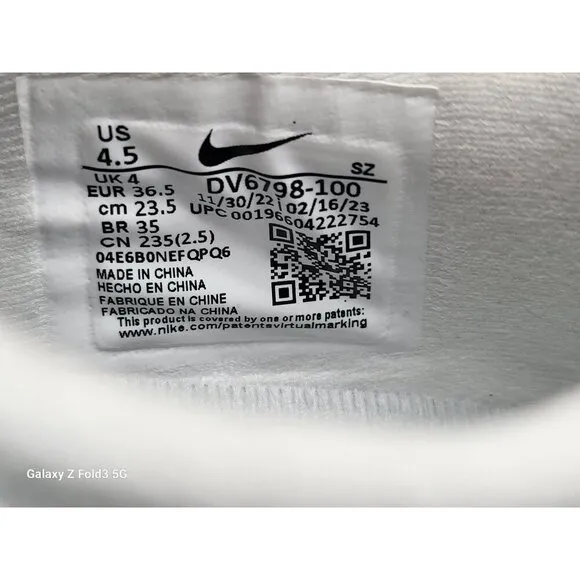 US
4.5
SZ
UK 4
EUR 36.5
DV6798-100
cm 23.5
11/30/22 02/16/23
BR 35
UPC 00196604222754
CN 235(2.5)
04E6B0NEFQPQ6
MADE IN CHINA
HECHO EN CHINA
FABRIQUE EN CHINE
FABRICADO NA CHINA
This product is covered by one or more patents:
www.nike.com/patentsvirtualmarking
Galaxy Z Fold3 5G